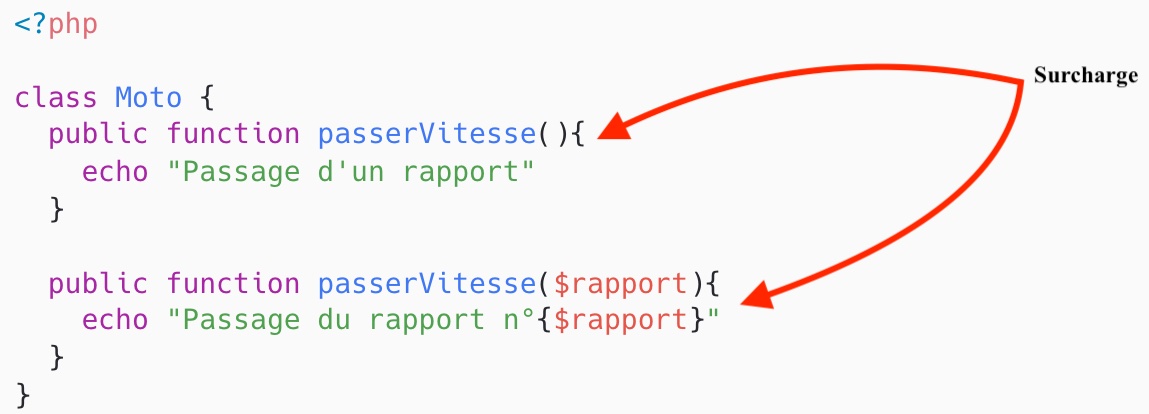 <?php
class Moto {
Surcharge
public function passerVitesse(){
echo "Passage d'un rapport"
}
public function passerVitesse($rapport){
echo "Passage du rapport n°{$rapport}"
}
}